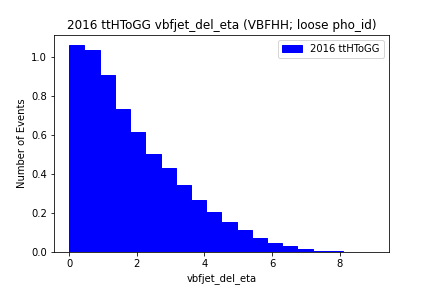 2016 ttHToGG vbfjet_del_eta (VBFHH; loose pho_id)
2016 ttHToGG
Number of Events
1.0
0.8
0.6
0.4
0.2
0.0
0 2 4 6 8
vbfjet_del_eta